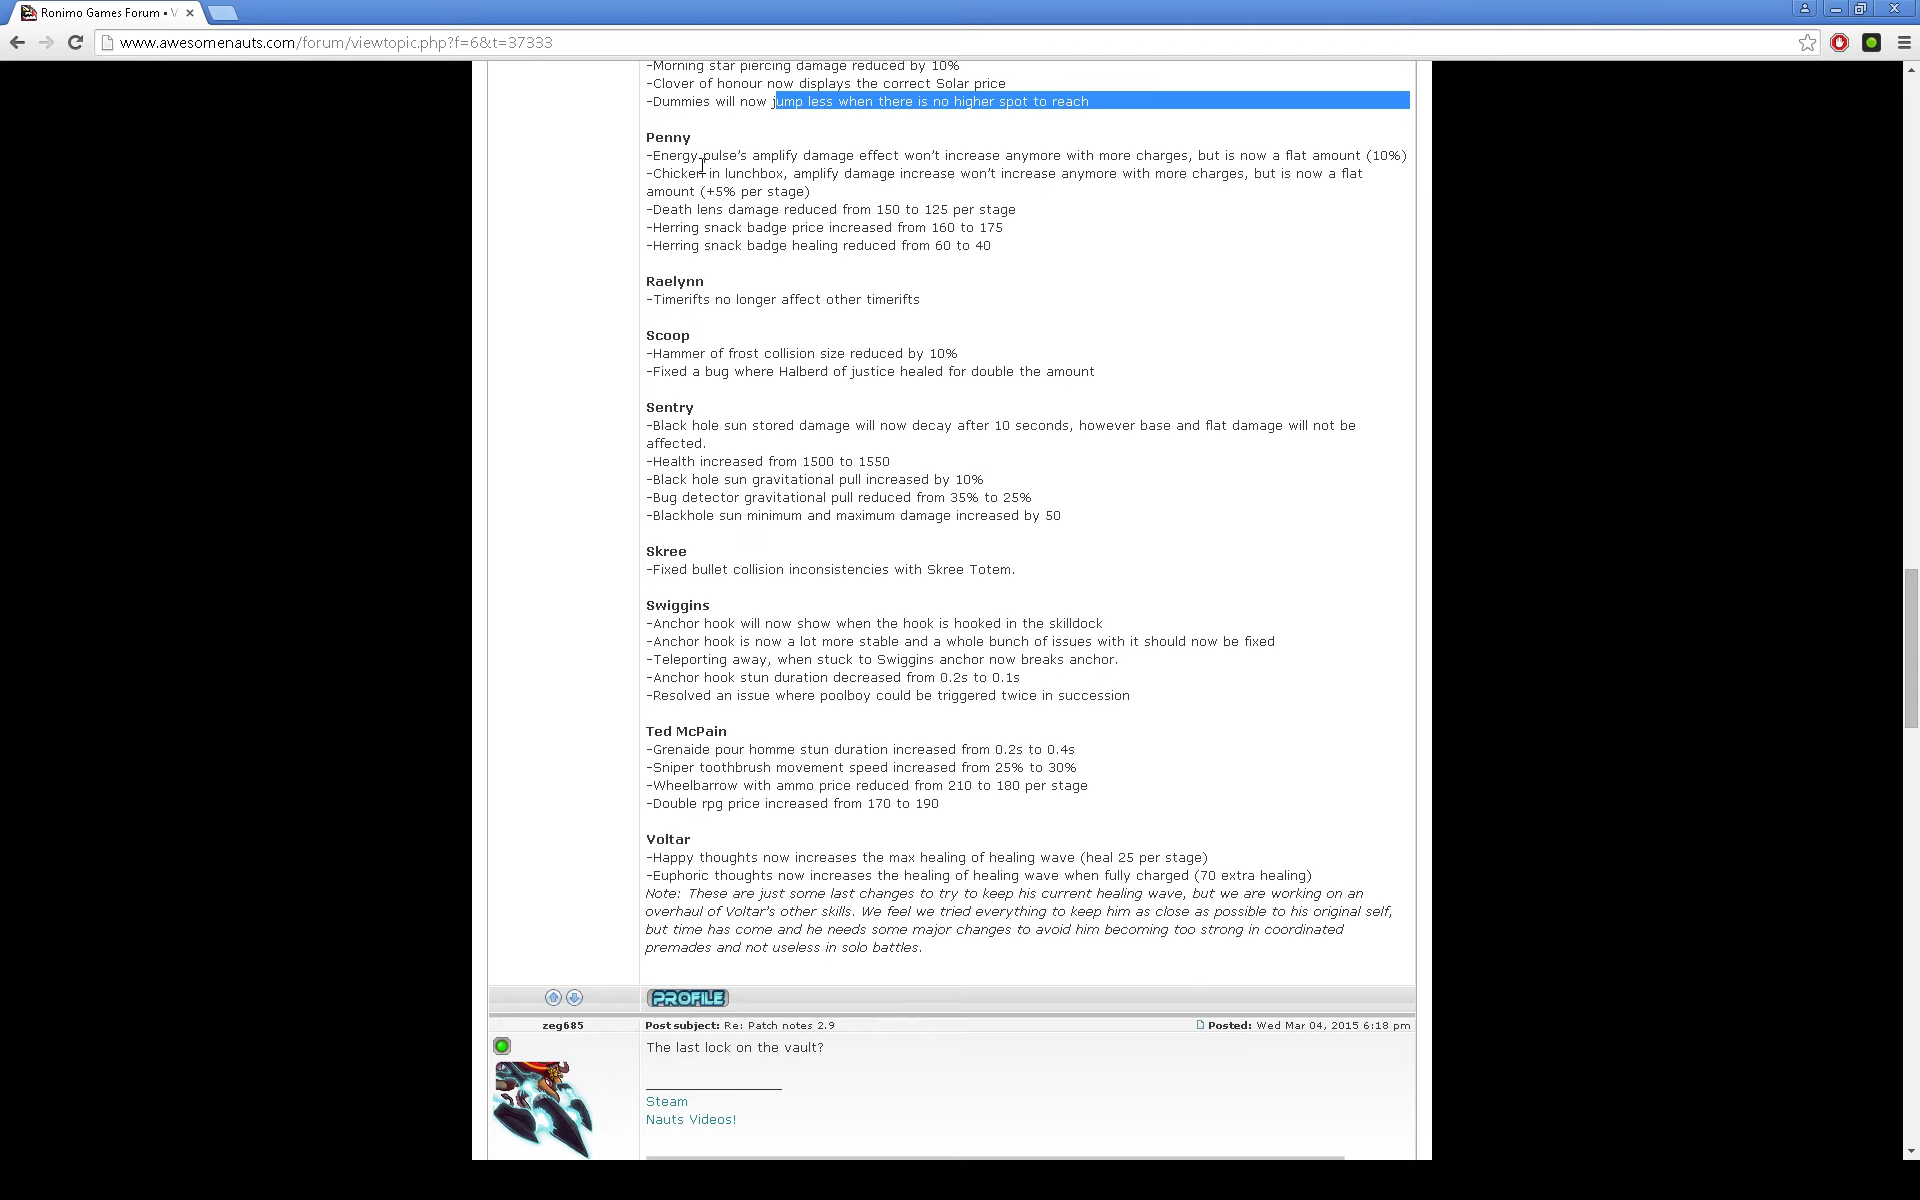 Ronimo Games Forum • V
www.awesomenauts.com/forum/viewtopic.php?f=6&t=37333
-Morning star piercing damage reduced by 10%
-Clover of honour now displays the correct Solar price
-Dummies will now jump less when there is no higher spot to reach
Penny
-Energy pulse’s amplify damage effect won’t increase anymore with more charges, but is now a flat amount (10%)
-Chicken in lunchbox, amplify damage increase won’t increase anymore with more charges, but is now a flat
amount (+5% per stage)
-Death lens damage reduced from 150 to 125 per stage
-Herring snack badge price increased from 160 to 175
-Herring snack badge healing reduced from 60 to 40
Raelynn
-Timerifts no longer affect other timerifts
Scoop
-Hammer of frost collision size reduced by 10%
-Fixed a bug where Halberd of justice healed for double the amount
Sentry
-Black hole sun stored damage will now decay after 10 seconds, however base and flat damage will not be
affected.
-Health increased from 1500 to 1550
-Black hole sun gravitational pull increased by 10%
-Bug detector gravitational pull reduced from 35% to 25%
-Blackhole sun minimum and maximum damage increased by 50
Skree
-Fixed bullet collision inconsistencies with Skree Totem.
Swiggins
-Anchor hook will now show when the hook is hooked in the skilldock
-Anchor hook is now a lot more stable and a whole bunch of issues with it should now be fixed
-Teleporting away, when stuck to Swiggins anchor now breaks anchor.
-Anchor hook stun duration decreased from 0.2s to 0.1s
-Resolved an issue where poolboy could be triggered twice in succession
Ted McPain
-Grenaide pour homme stun duration increased from 0.2s to 0.4s
-Sniper toothbrush movement speed increased from 25% to 30%
-Wheelbarrow with ammo price reduced from 210 to 180 per stage
-Double rpg price increased from 170 to 190
Voltar
-Happy thoughts now increases the max healing of healing wave (heal 25 per stage)
-Euphoric thoughts now increases the healing of healing wave when fully charged (70 extra healing)
Note: These are just some last changes to try to keep his current healing wave, but we are working on an
overhaul of Voltar’s other skills. We feel we tried everything to keep him as close as possible to his original self,
but time has come and he needs some major changes to avoid him becoming too strong in coordinated
premades and not useless in solo battles.
PROFILE
zeg685
Post subject: Re: Patch notes 2.9
Posted: Wed Mar 04, 2015 6:18 pm
The last lock on the vault?
Steam
Nauts Videos!